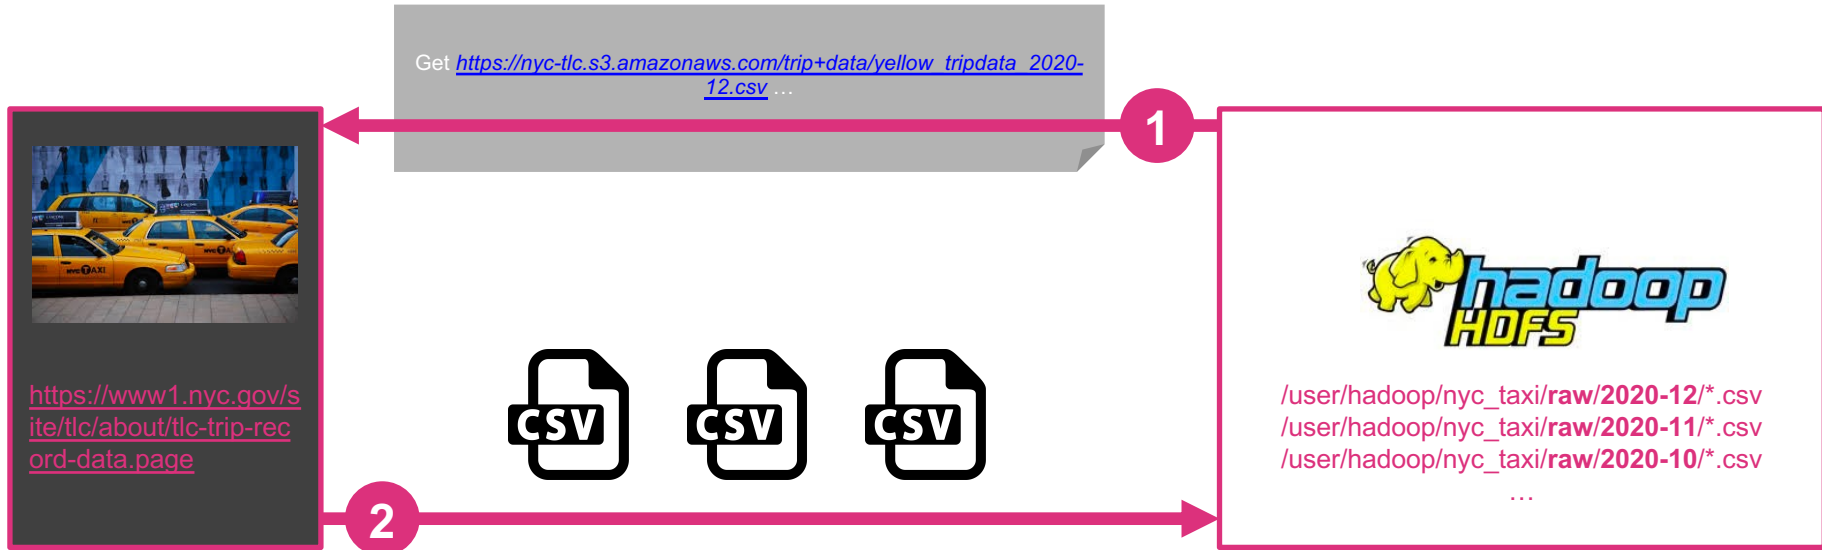 Get https://nyc-tlc.s3.amazonaws.com/trip+data/yellow_tripdata_2020-
12.csv …
1
NYC TAXI
https://www1.nyc.gov/s
ite/tlc/about/tlc-trip-rec
ord-data.page
CSV
CSV
CSV
hadoop
HDFS
/user/hadoop/nyc_taxi/raw/2020-12/*.csv
/user/hadoop/nyc_taxi/raw/2020-11/*.csv
/user/hadoop/nyc_taxi/raw/2020-10/*.csv
…
2